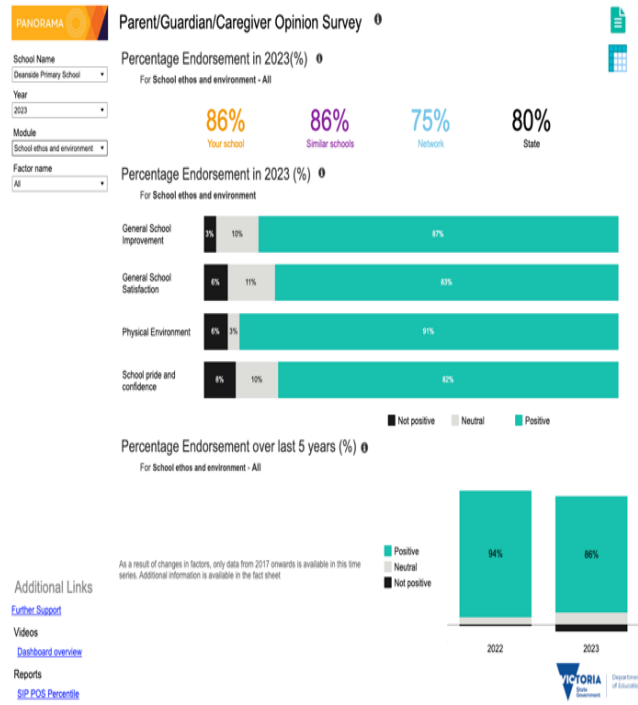 PANORAMA
Parent/Guardian/Caregiver Opinion Survey
School Name
Deanside Primary School
Year
2023
Module
School ethos and environment
Factor name
All
Percentage Endorsement in 2023(%)
For School ethos and environment - All
86%
Your school
86%
Similar schools
75%
Network
80%
State
Percentage Endorsement in 2023 (%)
For School ethos and environment
General School
Improvement
3% 10% 87%
General School
Satisfaction
6% 11% 83%
Physical Environment
6% 3% 91%
School pride and
confidence
8% 10% 82%
Not positive Neutral Positive
Percentage Endorsement over last 5 years (%)
For School ethos and environment - All
As a result of changes in factors, only data from 2017 onwards is available in this time
series. Additional information is available in the fact sheet
Positive
Neutral
Not positive
94% 86%
2022 2023
Additional Links
Further Support
Videos
Dashboard overview
Reports
SIP POS Percentile
VICTORIA
State
Government
Departmen
of Educatio